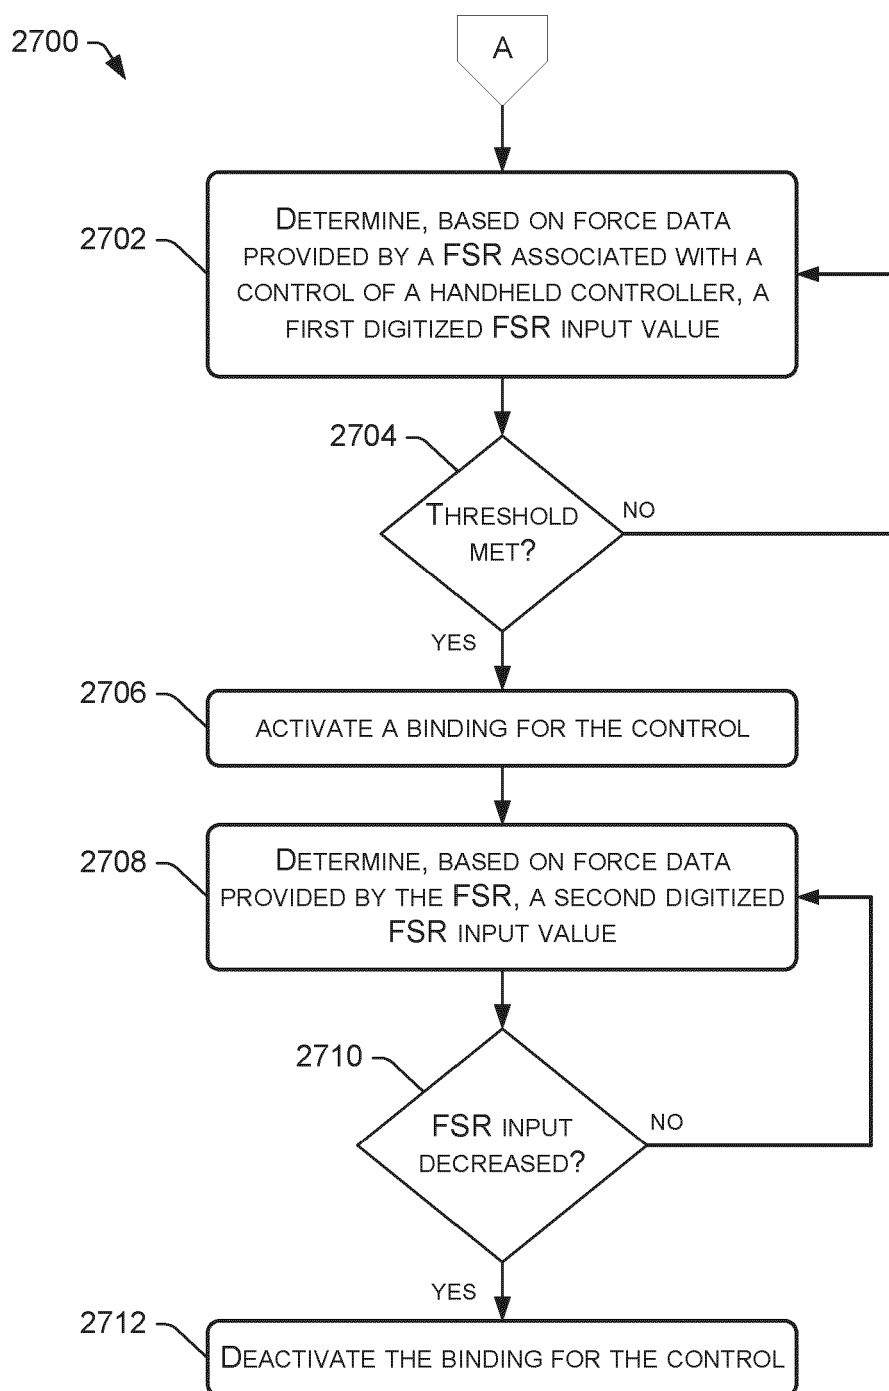 2700
A
2702
DETERMINE, BASED ON FORCE DATA
PROVIDED BY A FSR ASSOCIATED WITH A
CONTROL OF A HANDHELD CONTROLLER, A
FIRST DIGITIZED FSR INPUT VALUE
2704
THRESHOLD
MET?
NO
YES
2706
ACTIVATE A BINDING FOR THE CONTROL
2708
DETERMINE, BASED ON FORCE DATA
PROVIDED BY THE FSR, A SECOND DIGITIZED
FSR INPUT VALUE
2710
FSR INPUT
DECREASED?
NO
YES
2712
DEACTIVATE THE BINDING FOR THE CONTROL